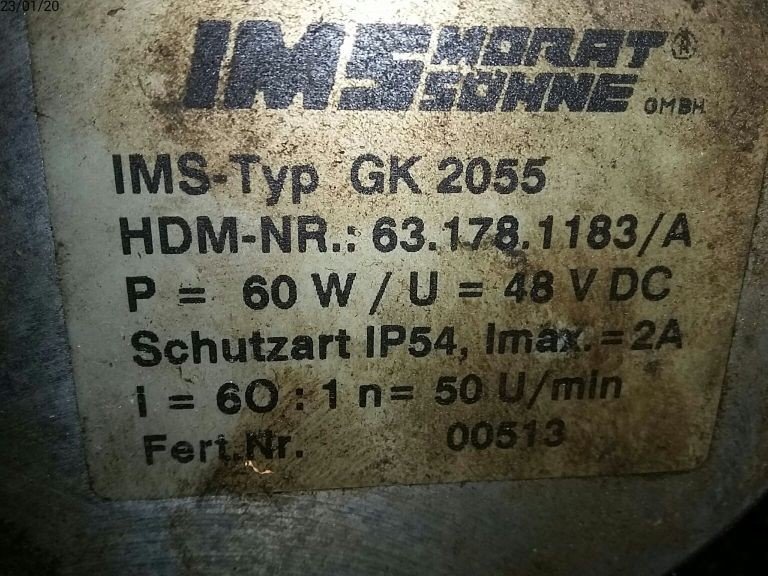 23/01/20
IMS MORAT ®
SÖHNE GMBH
IMS-Typ GK 2055
HDM-NR.: 63.178.1183/A
P = 60 W / U = 48 V DC
Schutzart IP54, Imax.=2A
i = 60 : 1 n= 50 U/min
Fert.Nr. 00513